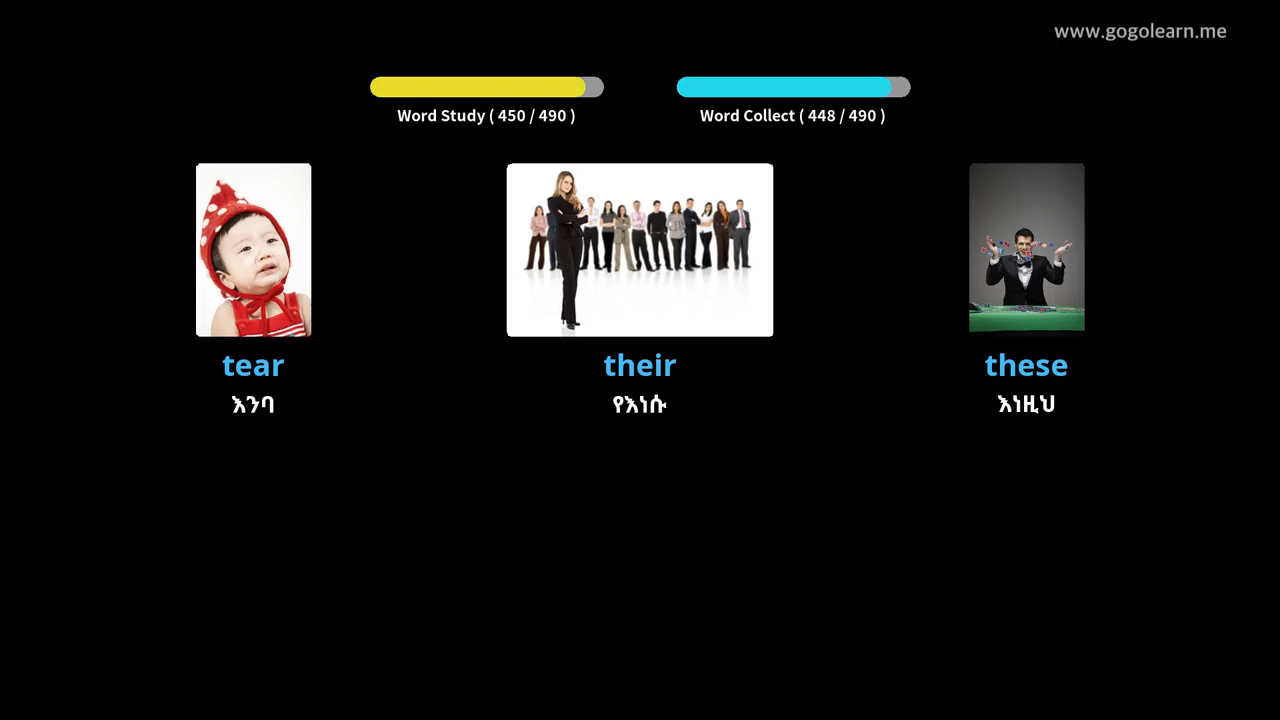 www.gogolearn.me
Word Study ( 450 / 490 )
Word Collect ( 448 / 490 )
tear
እንባ
their
የእነሱ
these
እነዚህ